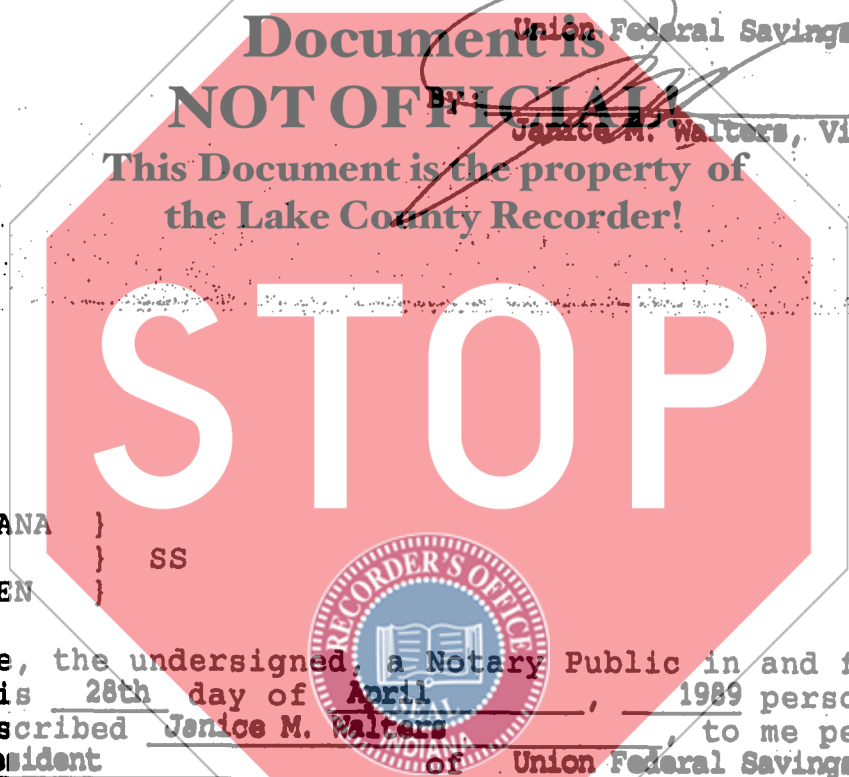 Document is
Union Federal Savings
NOT OFFICIAL!
By:
Janice M. Walters, Vi
This Document is the property of
the Lake County Recorder!
STOP
ANA }
} SS
EN }
RECORDER'S OFFICE
e, the undersigned, a Notary Public in and f
is 28th day of April, 1989 perso
scribed Janice M. Walters, to me pe
SEAL
INDIANA
esident of Union Federal Savings